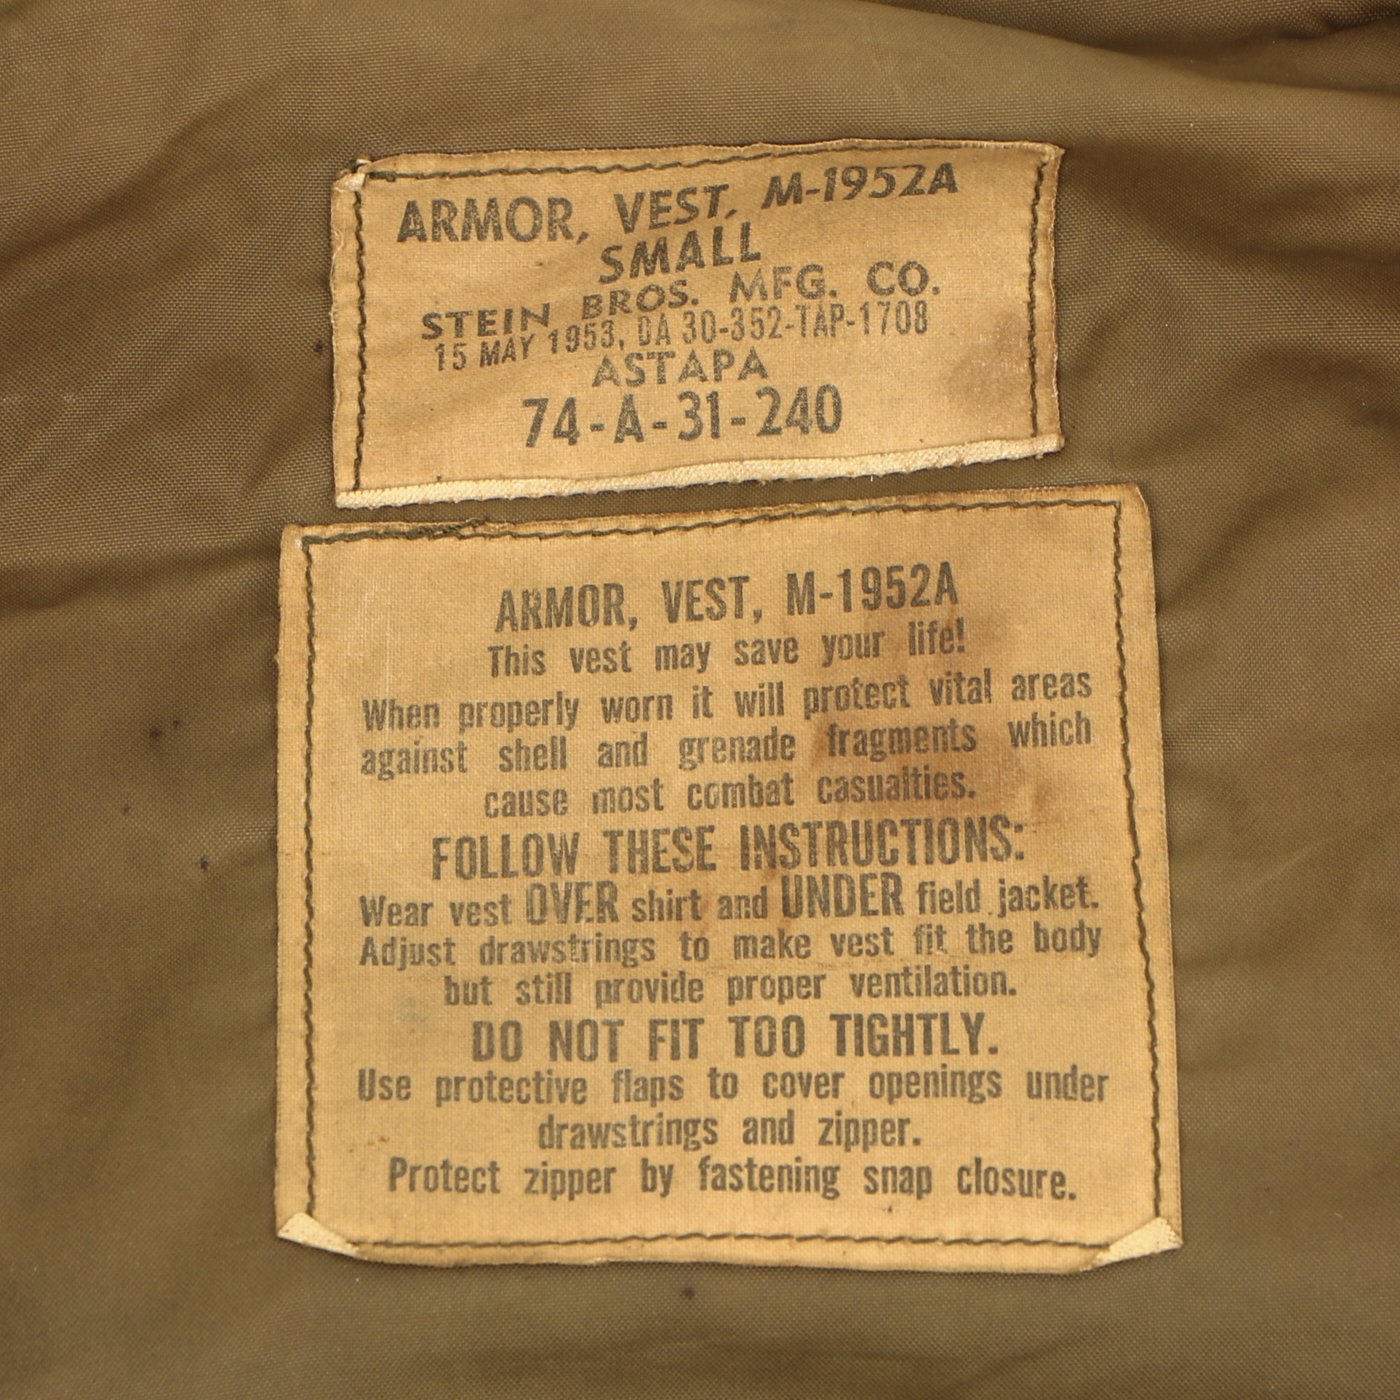 ARMOR, VEST, M-1952A
SMALL
STEIN BROS. MFG. CO.
15 MAY 1953, DA 30-352-TAP-1708
ASTAPA
74-A-31-240
ARMOR, VEST, M-1952A
This vest may save your life!
When properly worn it will protect vital areas
against shell and grenade fragments which
cause most combat casualties.
FOLLOW THESE INSTRUCTIONS:
Wear vest OVER shirt and UNDER field jacket.
Adjust drawstrings to make vest fit the body
but still provide proper ventilation.
DO NOT FIT TOO TIGHTLY.
Use protective flaps to cover openings under
drawstrings and zipper.
Protect zipper by fastening snap closure.